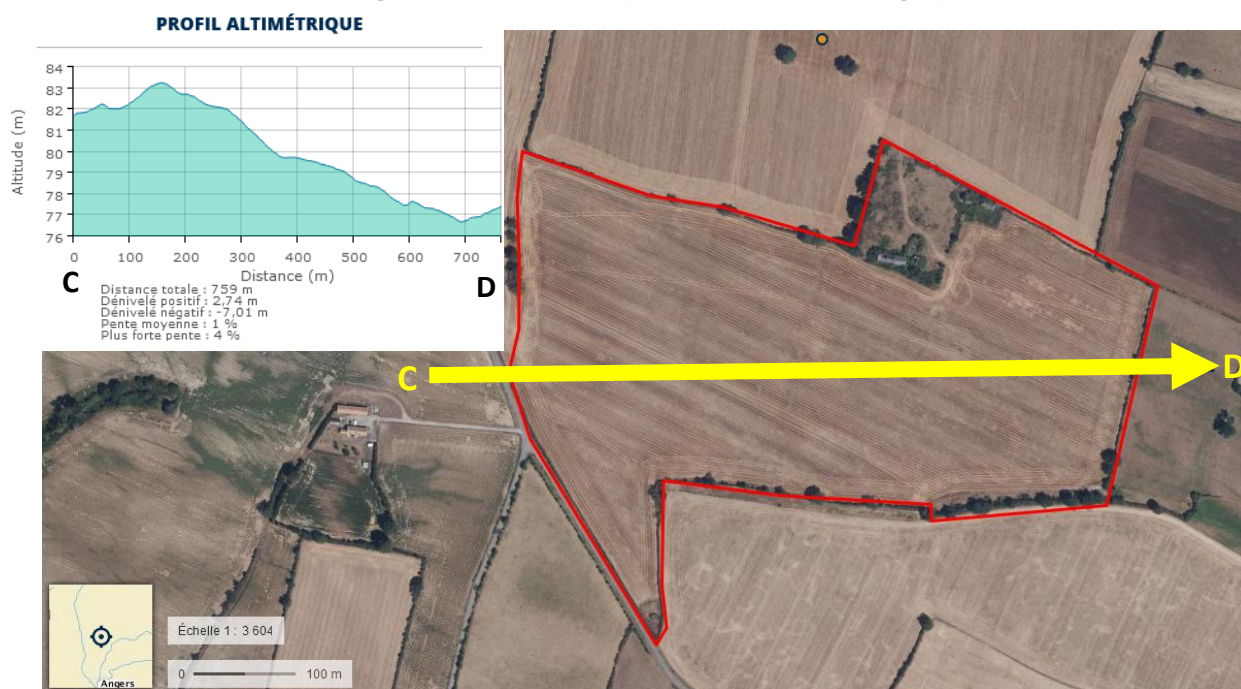 PROFIL ALTIMÉTRIQUE
84
83
82
81
80
79
78
77
76
Altitude (m)
0 100 200 300 400 500 600 700
Distance (m)
C
D
Distance totale : 759 m
Dénivelé positif : 2,74 m
Dénivelé négatif : -7,01 m
Pente moyenne : 1 %
Plus forte pente : 4 %
C
D
Échelle 1 : 3 604
0 100 m
Angers